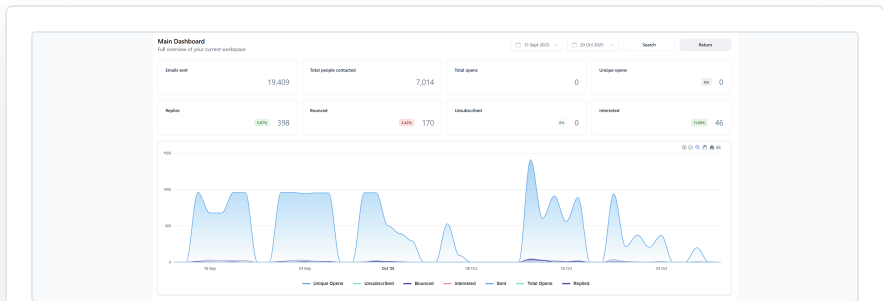 Main Dashboard
Full overview of your current workspace
13 Sept 2025
29 Oct 2025
Search
Return
Emails sent
19,409
Total people contacted
7,014
Total opens
0
Unique opens
0%
0
Replies
5.67%
398
Bounced
2.42%
170
Unsubscribed
0%
0
Interested
11.56%
46
1500
1000
500
0
18 Sep
24 Sep
Oct '25
08 Oct
16 Oct
24 Oct
Unique Opens
Unsubscribed
Bounced
Interested
Sent
Total Opens
Replied